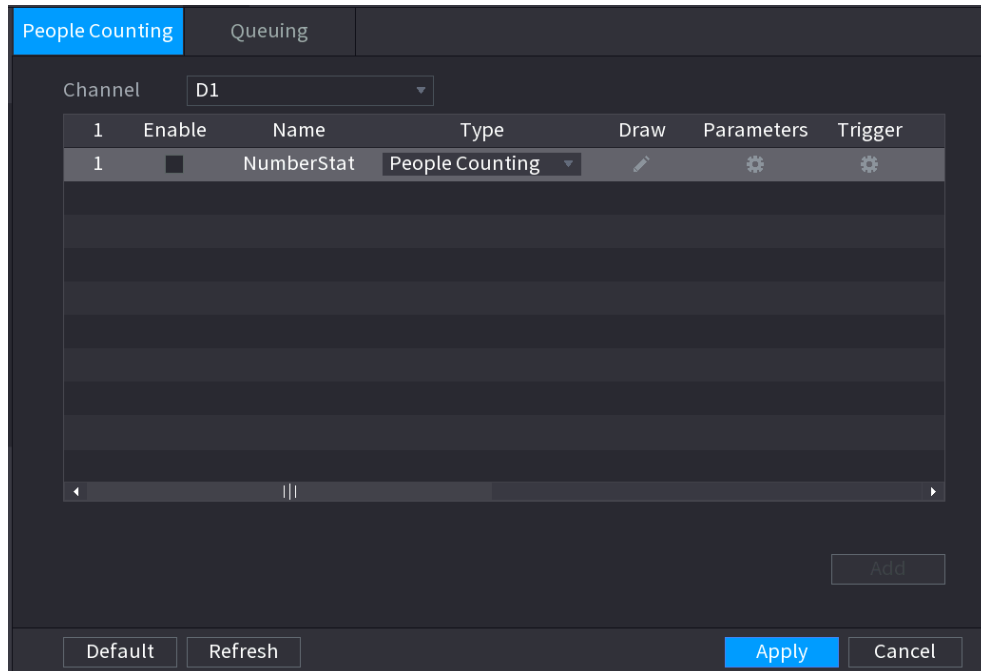 People Counting Queuing
Channel D1
1 Enable Name Type Draw Parameters Trigger
1 NumberStat People Counting
Add
Default Refresh Apply Cancel